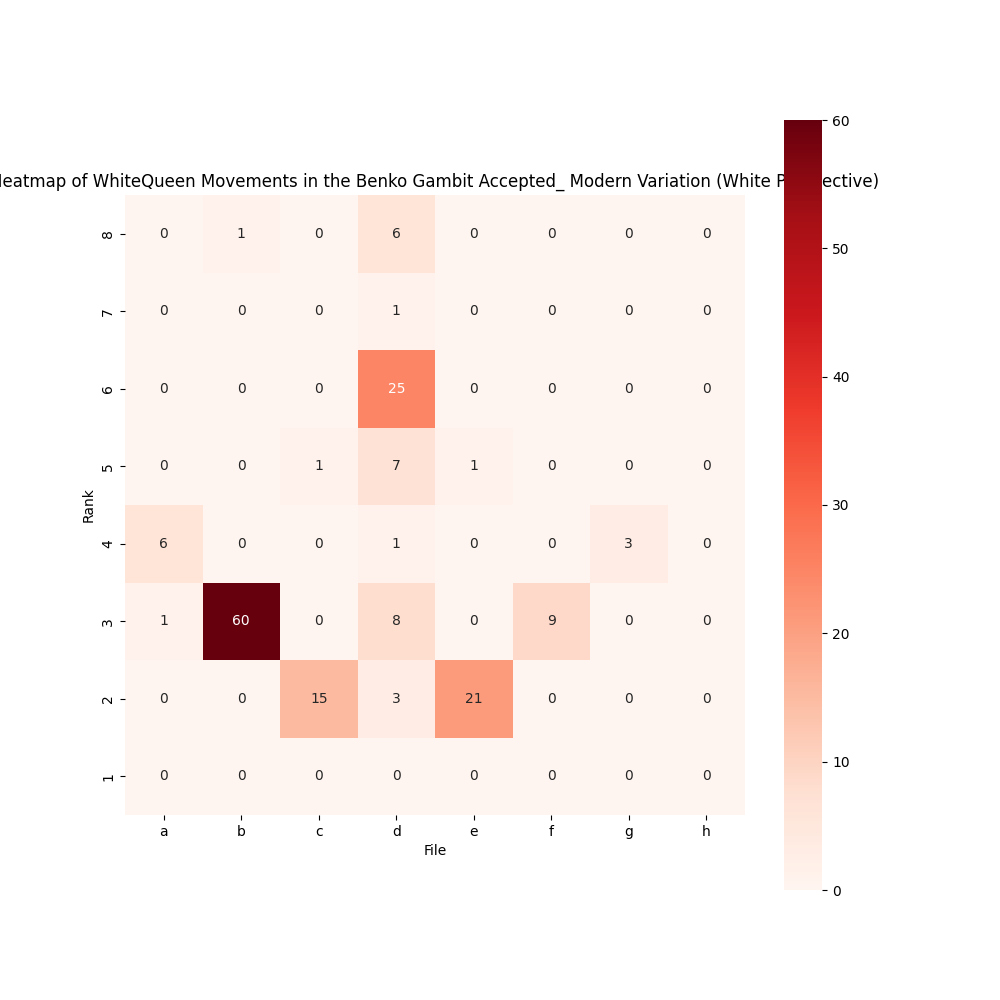 eatmap of WhiteQueen Movements in the Benko Gambit Accepted_ Modern Variation (White P ective)
60
50
40
30
20
10
0
8 0 1 0 6 0 0 0 0
7 0 0 0 1 0 0 0 0
6 0 0 0 25 0 0 0 0
5 0 0 1 7 1 0 0 0
4 6 0 0 1 0 0 3 0
3 1 60 0 8 0 9 0 0
2 0 0 15 3 21 0 0 0
1 0 0 0 0 0 0 0 0
a b c d e f g h
File
Rank